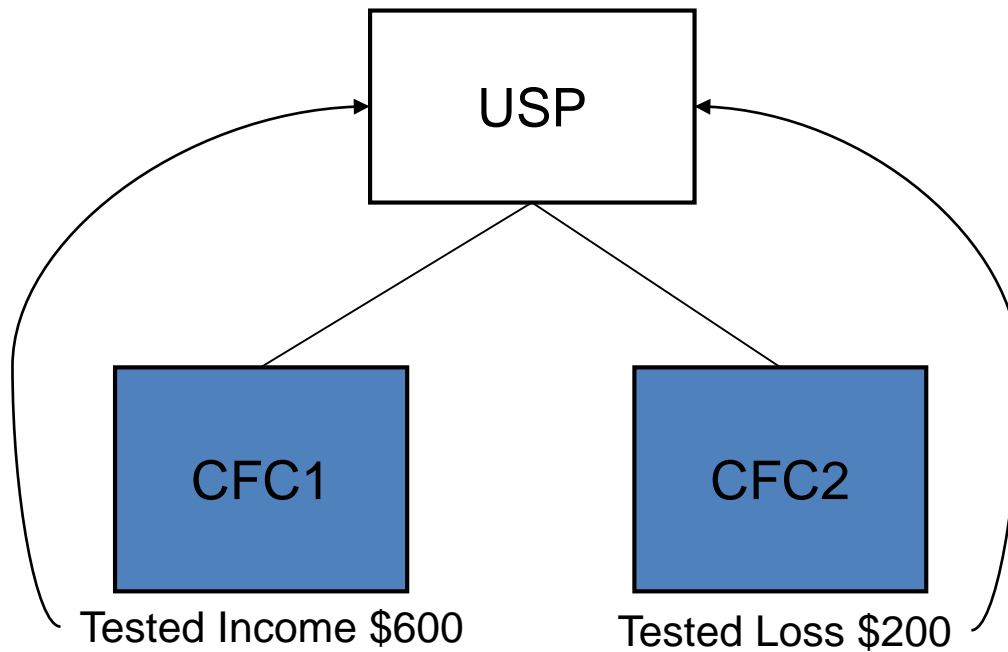 USP
CFC1
CFC2
Tested Income $600
Tested Loss $200